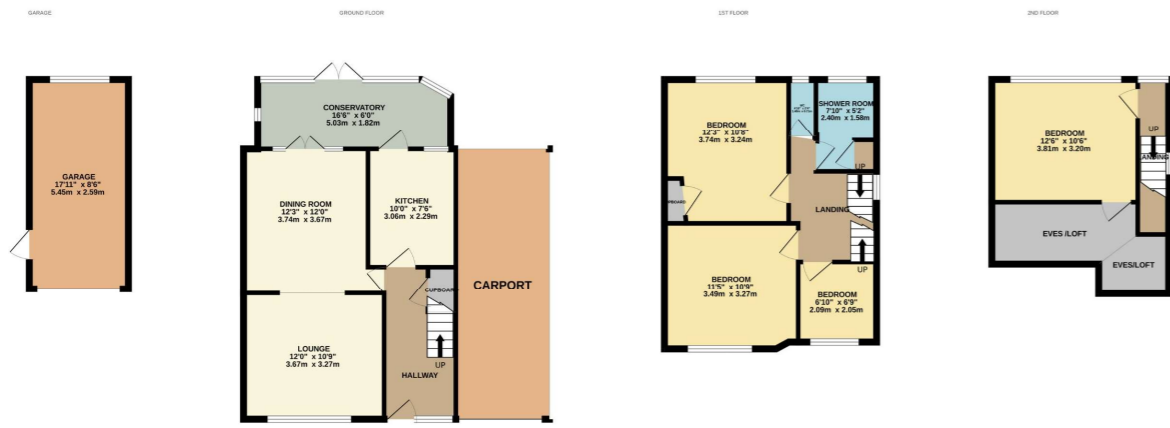 GARAGE
GROUND FLOOR
1ST FLOOR
2ND FLOOR
GARAGE
17'11" x 8'6"
5.45m x 2.59m
CONSERVATORY
16'6" x 6'0"
5.03m x 1.82m
DINING ROOM
12'3" x 12'0"
3.74m x 3.67m
KITCHEN
10'0" x 7'6"
3.06m x 2.29m
CUPBOARD
CARPORT
LOUNGE
12'0" x 10'9"
3.67m x 3.27m
UP
HALLWAY
BEDROOM
12'3" x 10'8"
3.74m x 3.24m
SHOWER ROOM
7'10" x 5'2"
2.40m x 1.58m
UP
LANDING
BEDROOM
11'5" x 10'9"
3.49m x 3.27m
UP
BEDROOM
6'10" x 6'9"
2.09m x 2.05m
BEDROOM
12'6" x 10'6"
3.81m x 3.20m
UP
LANDING
EVES /LOFT
EVES/LOFT